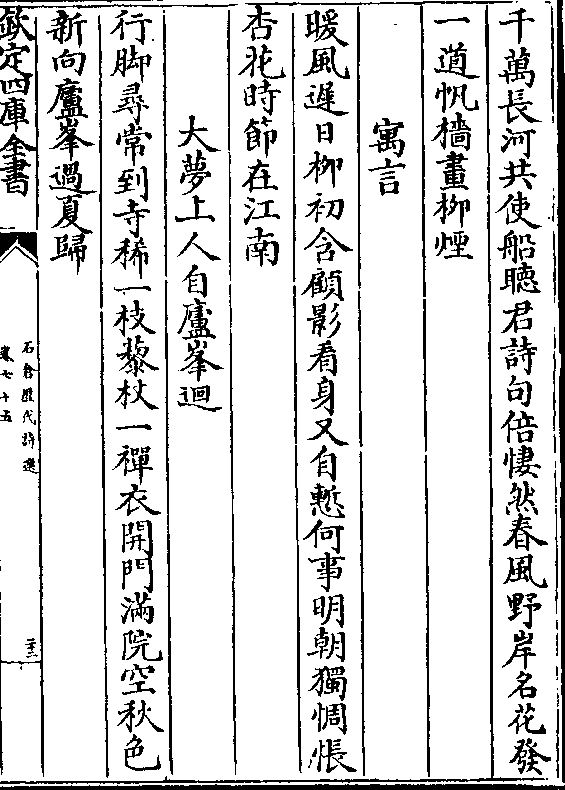 千萬長河共使船聽君詩句倍悽然春風野岸名花發
一道帆檣畫柳煙
寓言
暖風遲日柳初含顧影看身又自慙何事明朝獨惆悵
杏花時節在江南
大夢上人自廬峯迴
行脚尋常到寺稀一枝藜杖一禪衣開門滿院空秋色
新向廬峯過夏歸
欽定四庫全書
石倉歷代詩選
卷七十五
二十三